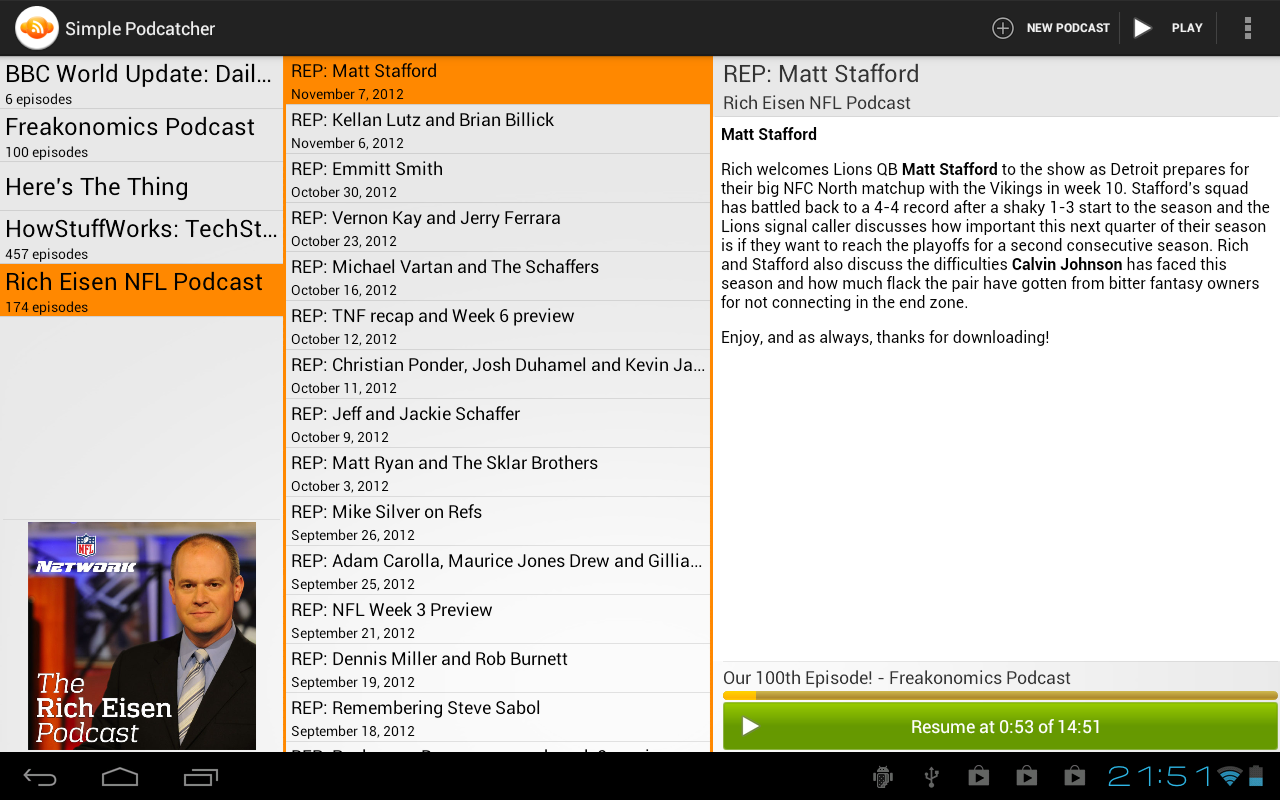 Simple Podcatcher
NEW PODCAST
PLAY
BBC World Update: Dail...
6 episodes
Freakonomics Podcast
100 episodes
Here's The Thing
HowStuffWorks: TechSt...
457 episodes
Rich Eisen NFL Podcast
174 episodes
NFL
NETWORK
The
Rich Eisen
Podcast
REP: Matt Stafford
November 7, 2012
REP: Kellan Lutz and Brian Billick
November 6, 2012
REP: Emmitt Smith
October 30, 2012
REP: Vernon Kay and Jerry Ferrara
October 23, 2012
REP: Michael Vartan and The Schaffers
October 16, 2012
REP: TNF recap and Week 6 preview
October 12, 2012
REP: Christian Ponder, Josh Duhamel and Kevin Ja...
October 11, 2012
REP: Jeff and Jackie Schaffer
October 9, 2012
REP: Matt Ryan and The Sklar Brothers
October 3, 2012
REP: Mike Silver on Refs
September 26, 2012
REP: Adam Carolla, Maurice Jones Drew and Gillia...
September 25, 2012
REP: NFL Week 3 Preview
September 21, 2012
REP: Dennis Miller and Rob Burnett
September 19, 2012
REP: Remembering Steve Sabol
September 18, 2012
REP: Matt Stafford
Rich Eisen NFL Podcast
Matt Stafford
Rich welcomes Lions QB Matt Stafford to the show as Detroit prepares for
their big NFC North matchup with the Vikings in week 10. Stafford's squad
has battled back to a 4-4 record after a shaky 1-3 start to the season and the
Lions signal caller discusses how important this next quarter of their season
is if they want to reach the playoffs for a second consecutive season. Rich
and Stafford also discuss the difficulties Calvin Johnson has faced this
season and how much flack the pair have gotten from bitter fantasy owners
for not connecting in the end zone.
Enjoy, and as always, thanks for downloading!
Our 100th Episode! - Freakonomics Podcast
Resume at 0:53 of 14:51
21:51